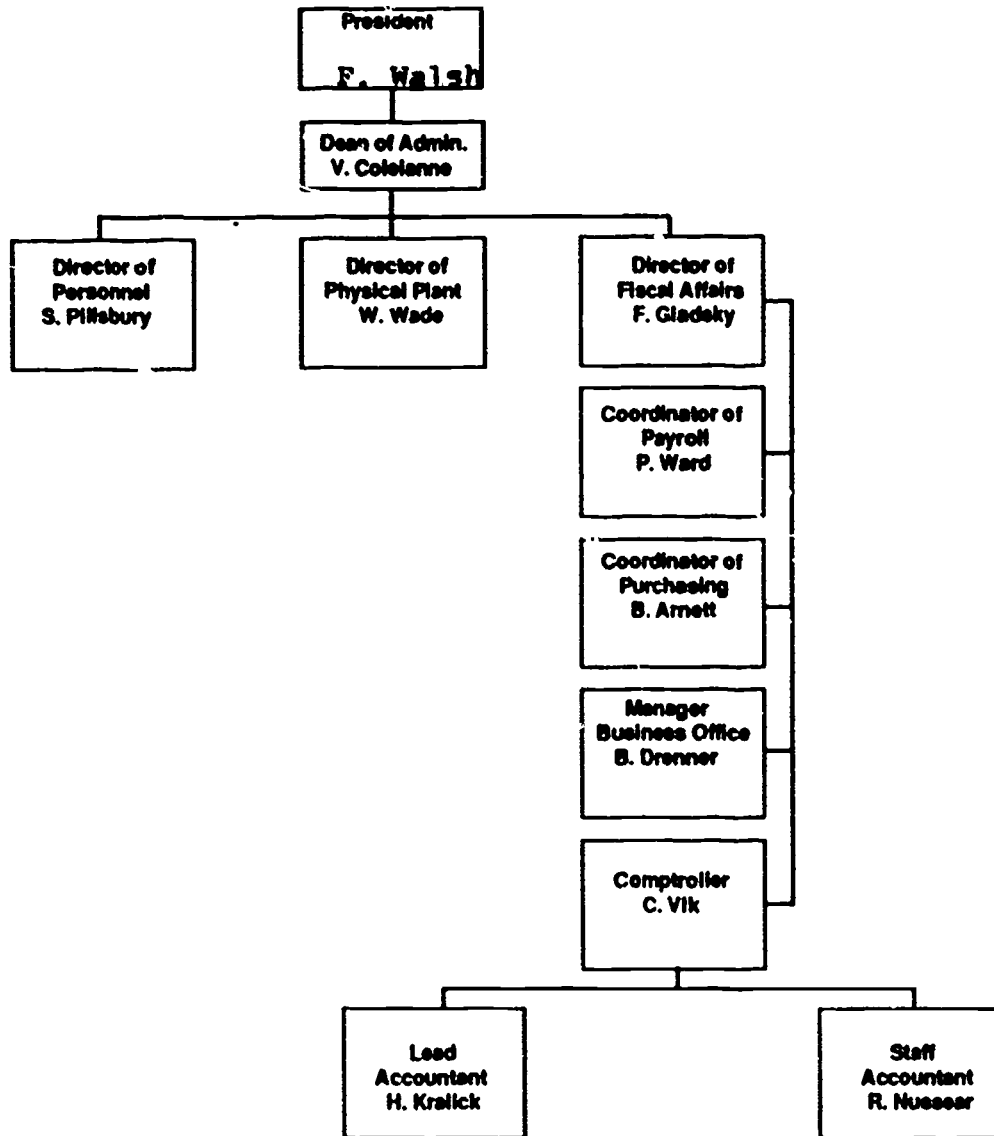 President
F. Walsh
Dean of Admin.
V. Coleianne
Director of
Personnel
S. Pillsbury
Director of
Physical Plant
W. Wade
Director of
Fiscal Affairs
F. Gladsky
Coordinator of
Payroll
P. Ward
Coordinator of
Purchasing
B. Arnett
Manager
Business Office
B. Drenner
Comptroller
C. Vik
Lead
Accountant
H. Kralick
Staff
Accountant
R. Nussear